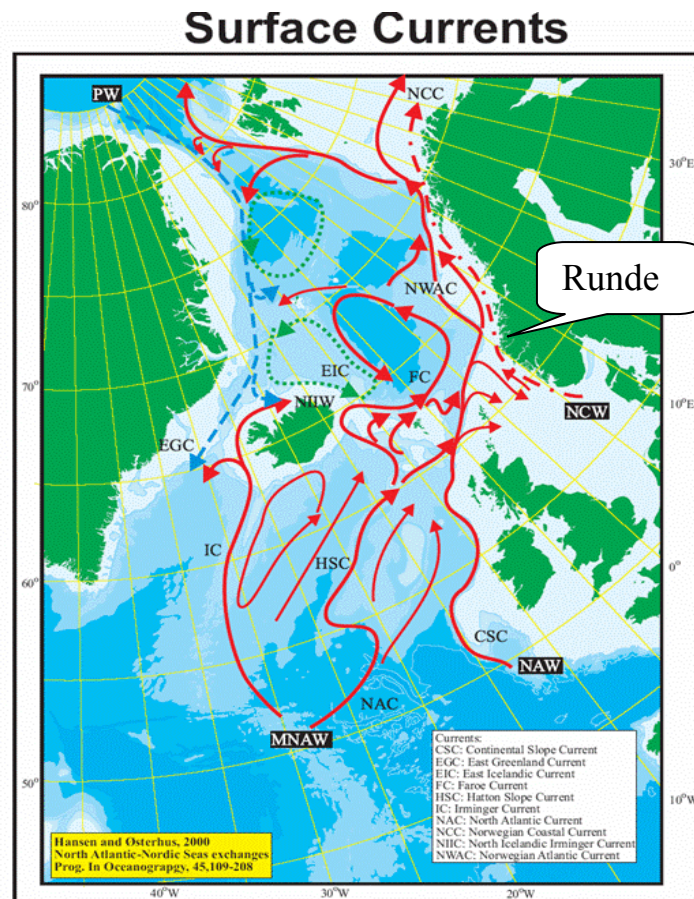 Surface Currents
PW
NCC
30°E
80°
Runde
NWAC
EIC
FC
70°
NIIW
NCW
10°E
EGC
IC
HSC
60°
0°
CSC
NAW
NAC
MNAW
Currents:
CSC: Continental Slope Current
EGC: East Greenland Current
EIC: East Icelandic Current
FC: Faroe Current
HSC: Hatton Slope Current
IC: Irminger Current
NAC: North Atlantic Current
NCC: Norwegian Coastal Current
NIIC: North Icelandic Irminger Current
NWAC: Norwegian Atlantic Current
50°
10°W
Hansen and Østerhus, 2000
North Atlantic-Nordic Seas exchanges
Prog. In Oceanograpgy, 45,109-208
40°W
30°W
20°W